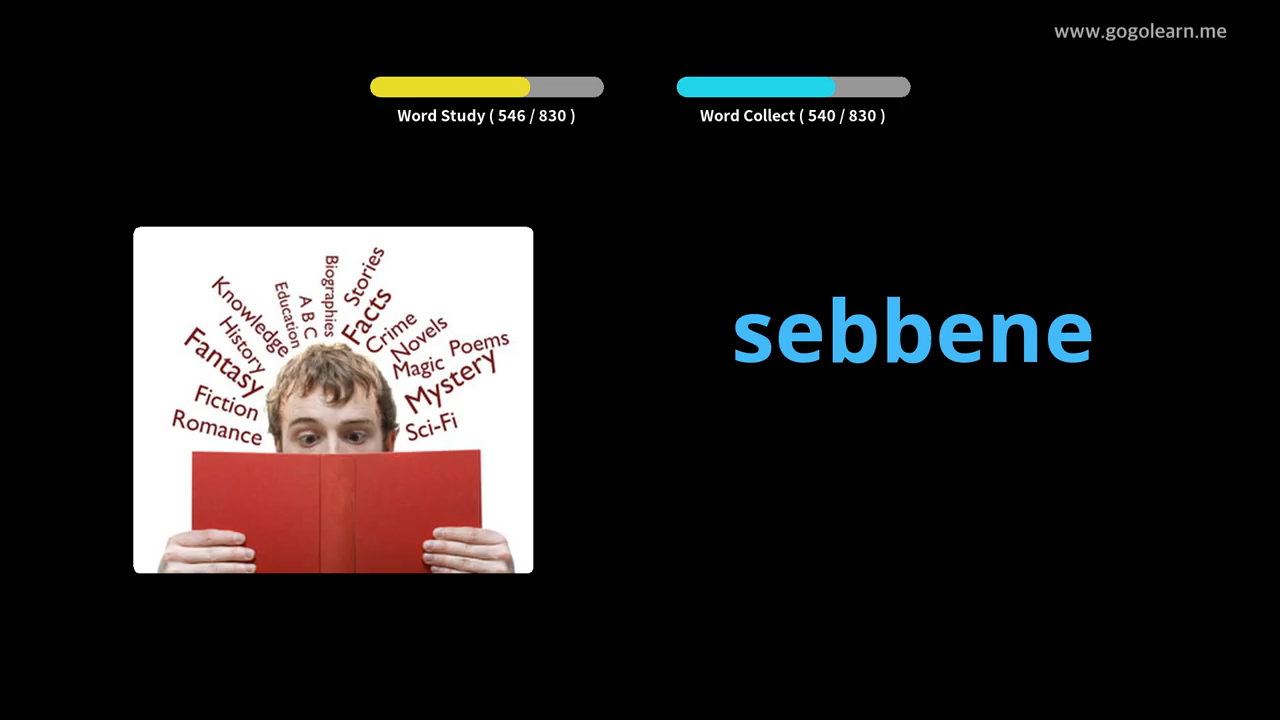 www.gogolearn.me
Word Study ( 546 / 830 )
Word Collect ( 540 / 830 )
sebbene
Biographies
Stories
Education
A B C
Facts
Knowledge
Crime
History
Novels
Fantasy
Magic
Poems
Mystery
Fiction
Romance
Sci-Fi